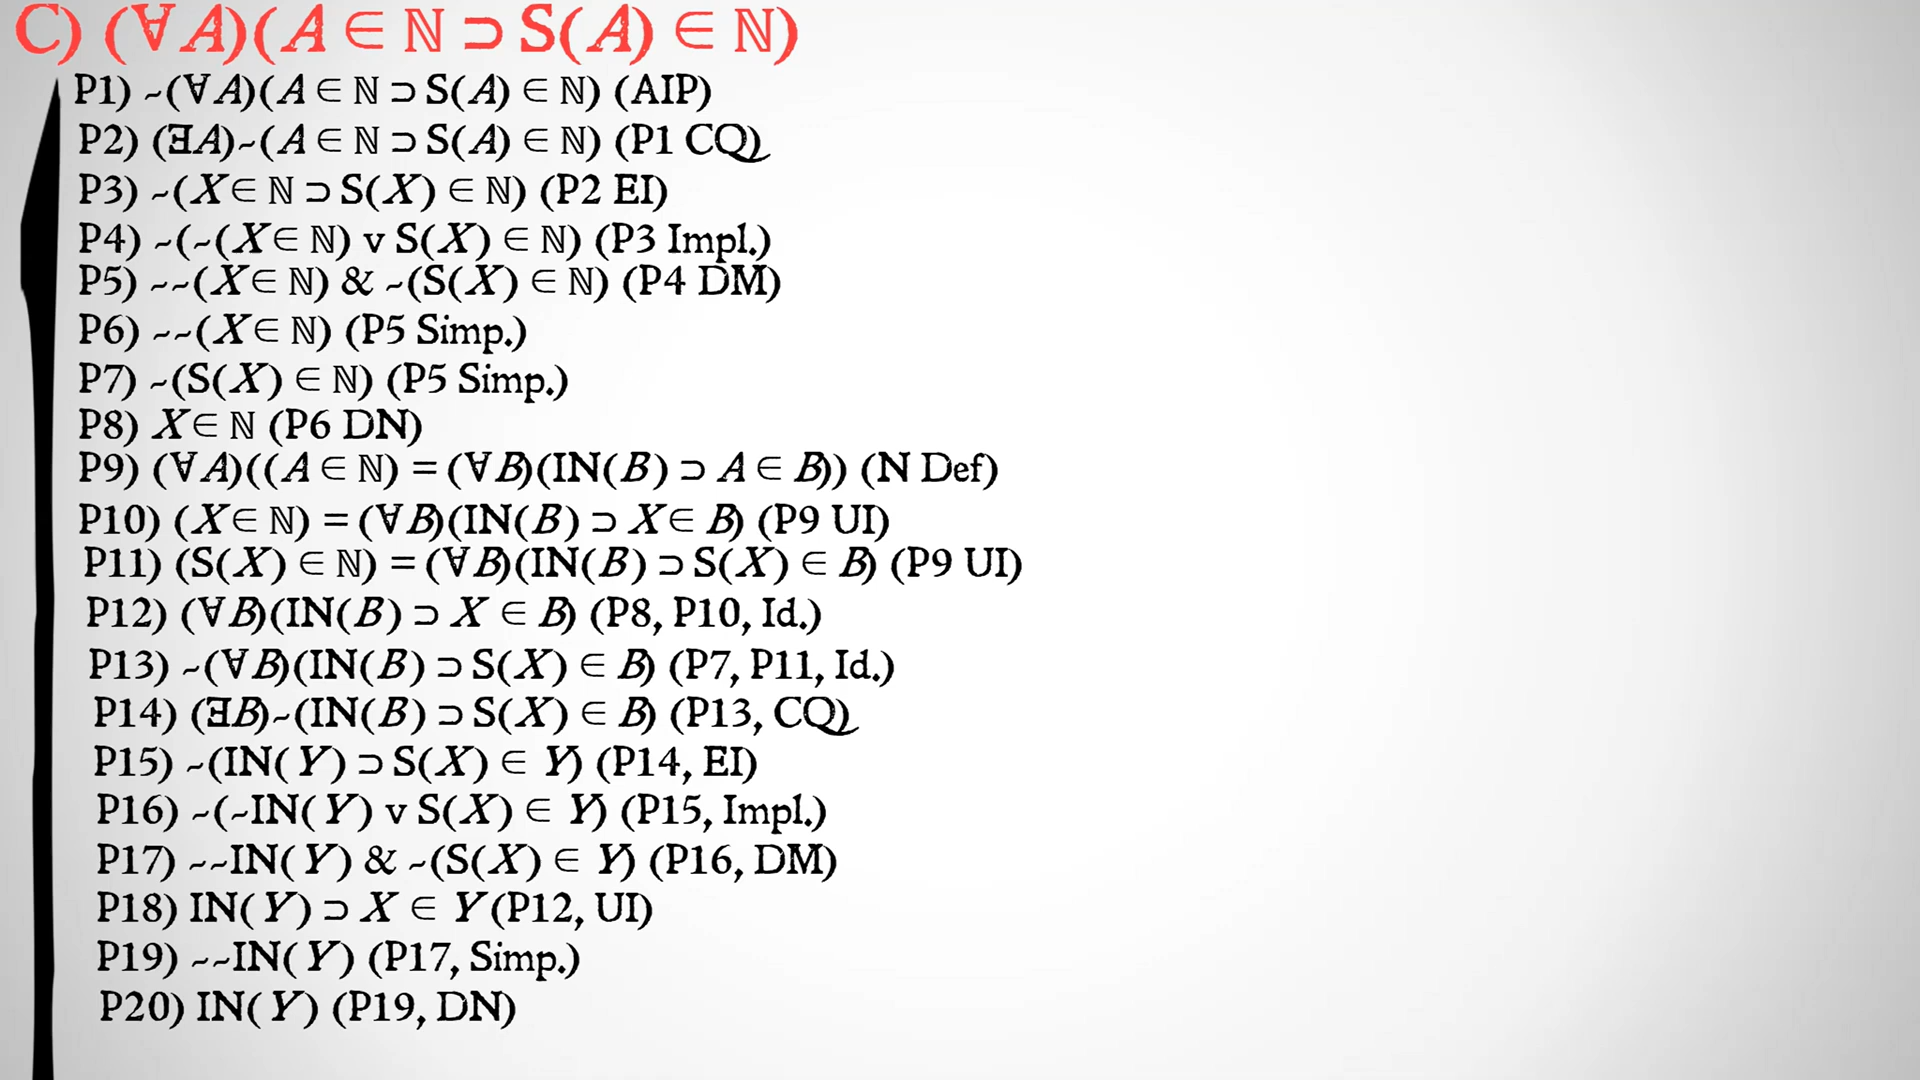 C) (∀A)(A ∈ ℕ ⊃ S(A) ∈ ℕ)
P1) ~(∀A)(A ∈ ℕ ⊃ S(A) ∈ ℕ) (AIP)
P2) (∃A)~(A ∈ ℕ ⊃ S(A) ∈ ℕ) (P1 CQ)
P3) ~(X∈ ℕ ⊃ S(X) ∈ ℕ) (P2 EI)
P4) ~(~(X∈ ℕ) v S(X) ∈ ℕ) (P3 Impl.)
P5) ~~(X∈ ℕ) & ~(S(X) ∈ ℕ) (P4 DM)
P6) ~~(X∈ ℕ) (P5 Simp.)
P7) ~(S(X) ∈ ℕ) (P5 Simp.)
P8) X∈ ℕ (P6 DN)
P9) (∀A)((A ∈ ℕ) = (∀B)(IN(B) ⊃ A ∈ B)) (N Def)
P10) (X∈ ℕ) = (∀B)(IN(B) ⊃ X∈ B) (P9 UI)
P11) (S(X) ∈ ℕ) = (∀B)(IN(B) ⊃ S(X) ∈ B) (P9 UI)
P12) (∀B)(IN(B) ⊃ X ∈ B) (P8, P10, Id.)
P13) ~(∀B)(IN(B) ⊃ S(X) ∈ B) (P7, P11, Id.)
P14) (∃B)~(IN(B) ⊃ S(X) ∈ B) (P13, CQ)
P15) ~(IN(Y) ⊃ S(X) ∈ Y) (P14, EI)
P16) ~(~IN(Y) v S(X) ∈ Y) (P15, Impl.)
P17) ~~IN(Y) & ~(S(X) ∈ Y) (P16, DM)
P18) IN(Y) ⊃ X ∈ Y (P12, UI)
P19) ~~IN(Y) (P17, Simp.)
P20) IN(Y) (P19, DN)